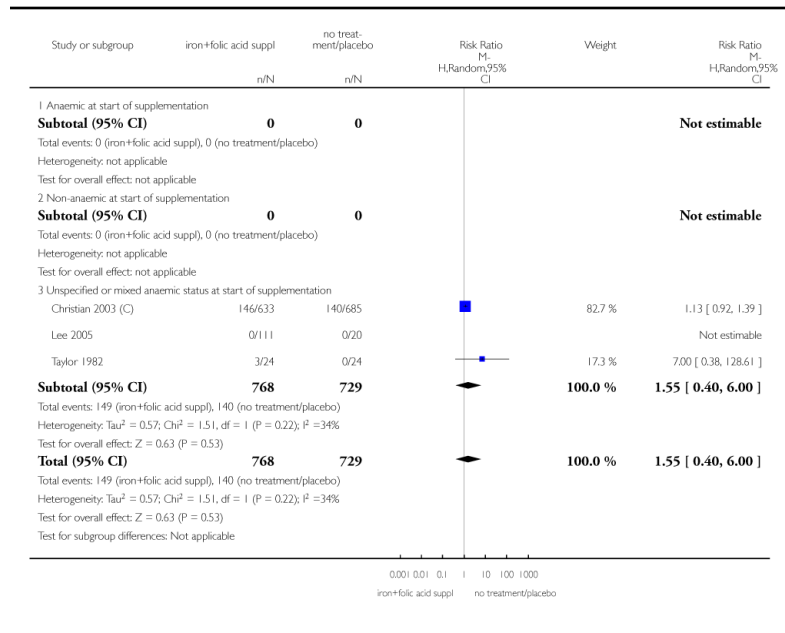 Study or subgroup iron+folic acid suppl no treat-ment/placebo Risk Ratio Weight Risk Ratio
n/N n/N M-H,Random,95% CI M-H,Random,95% CI
1 Anaemic at start of supplementation
Subtotal (95% CI) 0 0 Not estimable
Total events: 0 (iron+folic acid suppl), 0 (no treatment/placebo)
Heterogeneity: not applicable
Test for overall effect: not applicable
2 Non-anaemic at start of supplementation
Subtotal (95% CI) 0 0 Not estimable
Total events: 0 (iron+folic acid suppl), 0 (no treatment/placebo)
Heterogeneity: not applicable
Test for overall effect: not applicable
3 Unspecified or mixed anaemic status at start of supplementation
Christian 2003 (C) 146/633 140/685 82.7 % 1.13 [ 0.92, 1.39 ]
Lee 2005 0/111 0/20 Not estimable
Taylor 1982 3/24 0/24 17.3 % 7.00 [ 0.38, 128.61 ]
Subtotal (95% CI) 768 729 100.0 % 1.55 [ 0.40, 6.00 ]
Total events: 149 (iron+folic acid suppl), 140 (no treatment/placebo)
Heterogeneity: Tau² = 0.57; Chi² = 1.51, df = 1 (P = 0.22); I² =34%
Test for overall effect: Z = 0.63 (P = 0.53)
Total (95% CI) 768 729 100.0 % 1.55 [ 0.40, 6.00 ]
Total events: 149 (iron+folic acid suppl), 140 (no treatment/placebo)
Heterogeneity: Tau² = 0.57; Chi² = 1.51, df = 1 (P = 0.22); I² =34%
Test for overall effect: Z = 0.63 (P = 0.53)
Test for subgroup differences: Not applicable
0.001 0.01 0.1 1 10 100 1000
iron+folic acid suppl no treatment/placebo